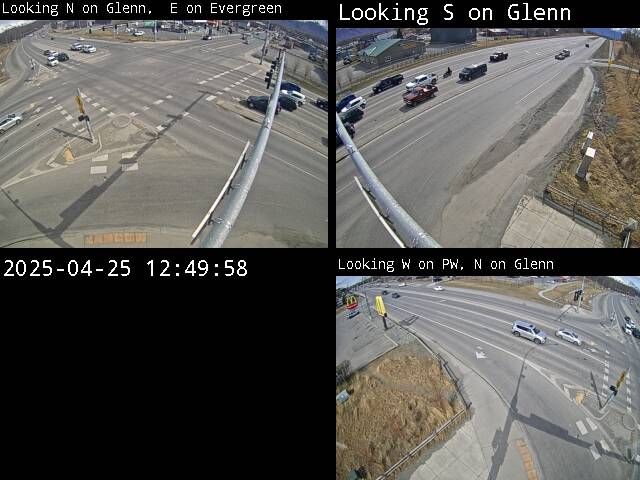 Looking N on Glenn,  E on Evergreen
Looking S on Glenn
2025-04-25 12:49:58
Looking W on PW, N on Glenn